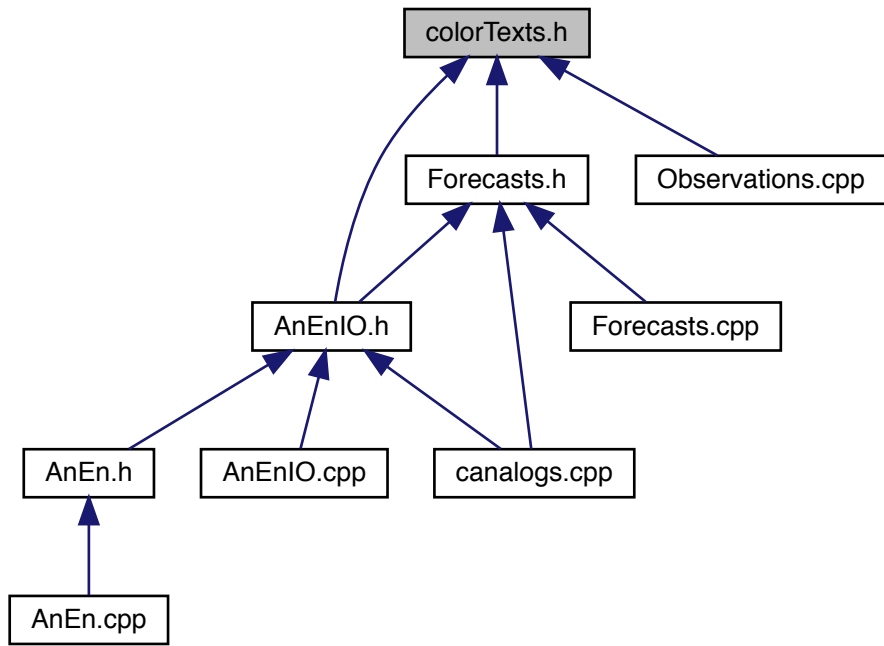 colorTexts.h
Forecasts.h
Observations.cpp
AnEnIO.h
Forecasts.cpp
AnEn.h
AnEnIO.cpp
canalogs.cpp
AnEn.cpp